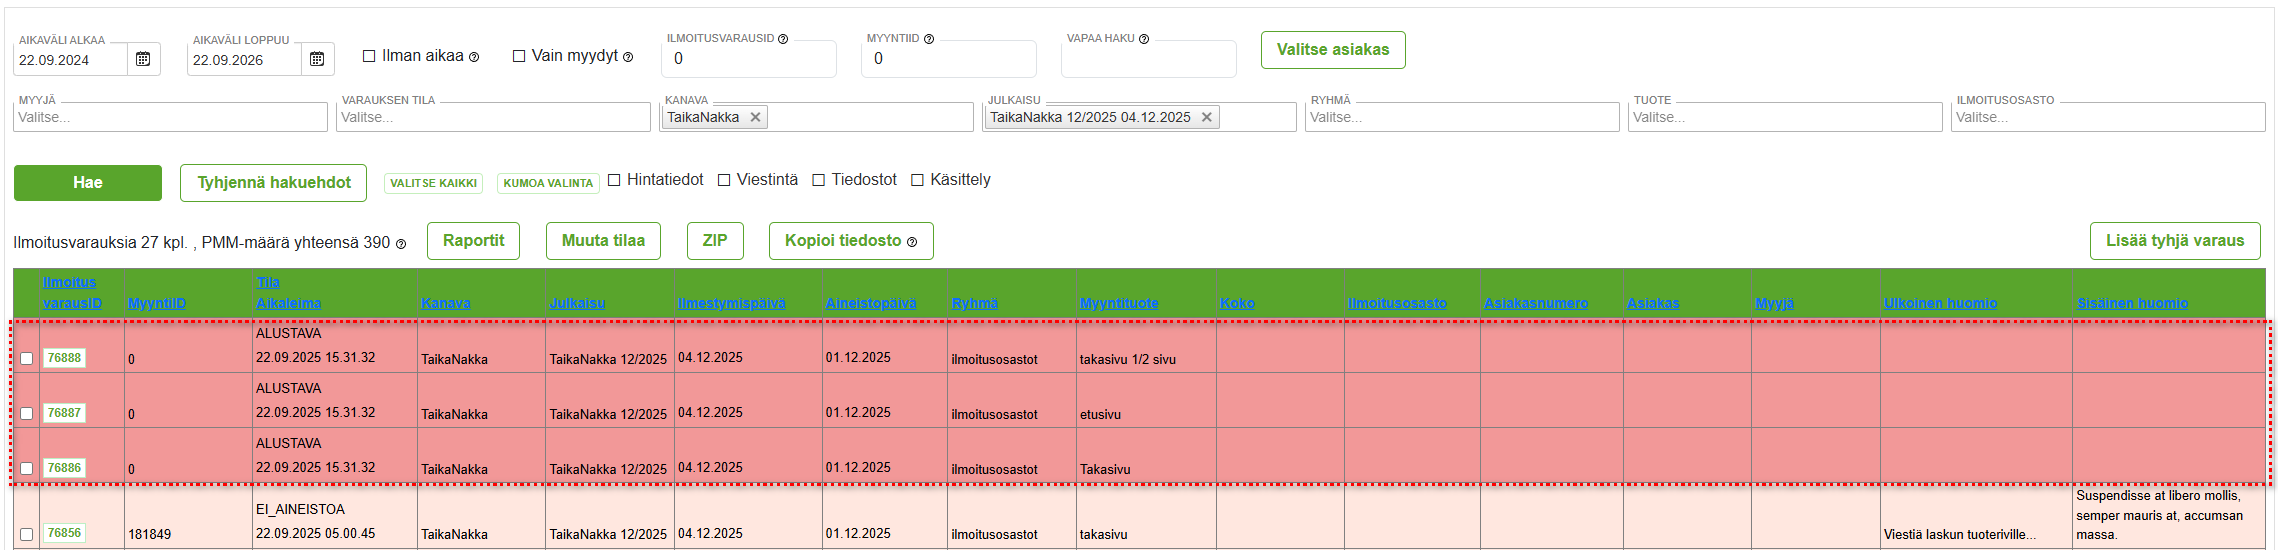 AIKAVÄLI ALKAA AIKAVÄLI LOPPUU ILMOITUSVARAUSID MYYNTIID VAPAA HAKU
22.09.2024 22.09.2026 Ilman aikaa Vain myydyt 0 0 Valitse asiakas
MYYJÄ VARAUKSEN TILA KANAVA JULKAISU RYHMÄ TUOTE ILMOITUSOSASTO
Valitse... Valitse... TaikaNakka ✕ TaikaNakka 12/2025 04.12.2025 ✕ Valitse... Valitse... Valitse...
Hae Tyhjennä hakuehdot VALITSE KAIKKI KUMOA VALINTA Hintatiedot Viestintä Tiedostot Käsittely
Ilmoitusvarauksia 27 kpl. , PMM-määrä yhteensä 390 Raportit Muuta tilaa ZIP Kopioi tiedosto Lisää tyhjä varaus
Ilmoitus Tila
varausID MyyntiID Aikaleima Kanava Julkaisu Ilmestymispäivä Aineistopäivä Ryhmä Myyntituote Koko Ilmoitusosasto Asiakasnumero Asiakas Myyjä Ulkoinen huomio Sisäinen huomio
ALUSTAVA
76888 0 22.09.2025 15.31.32 TaikaNakka TaikaNakka 12/2025 04.12.2025 01.12.2025 ilmoitusosastot takasivu 1/2 sivu
ALUSTAVA
76887 0 22.09.2025 15.31.32 TaikaNakka TaikaNakka 12/2025 04.12.2025 01.12.2025 ilmoitusosastot etusivu
ALUSTAVA
76886 0 22.09.2025 15.31.32 TaikaNakka TaikaNakka 12/2025 04.12.2025 01.12.2025 ilmoitusosastot Takasivu
Suspendisse at libero mollis,
EI_AINEISTOA semper mauris at, accumsan
76856 181849 22.09.2025 05.00.45 TaikaNakka TaikaNakka 12/2025 04.12.2025 01.12.2025 ilmoitusosastot takasivu Viestiä laskun tuoteriville... massa.